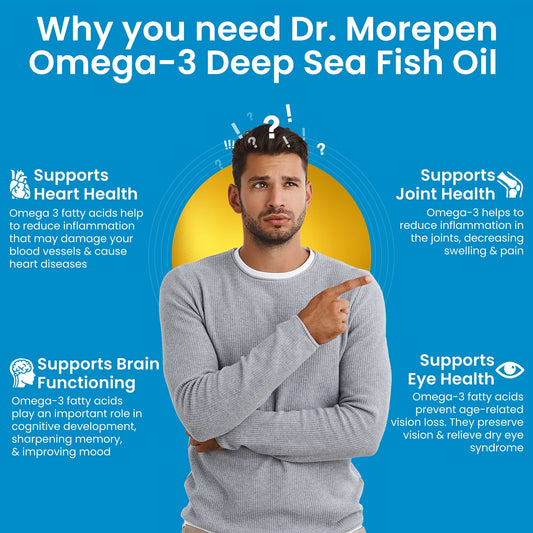 Why you need Dr. Morepen
Omega-3 Deep Sea Fish Oil
!
!
?
!
!!!
?
?
Supports
Heart Health
Omega 3 fatty acids help
to reduce inflammation
that may damage your
blood vessels & cause
heart diseases
Supports
Joint Health
Omega-3 helps to
reduce inflammation in
the joints, decreasing
swelling & pain
Supports Brain
Functioning
Omega-3 fatty acids
play an important role in
cognitive development,
sharpening memory,
& improving mood
Supports
Eye Health
Omega-3 fatty acids
prevent age-related
vision loss. They preserve
vision & relieve dry eye
syndrome